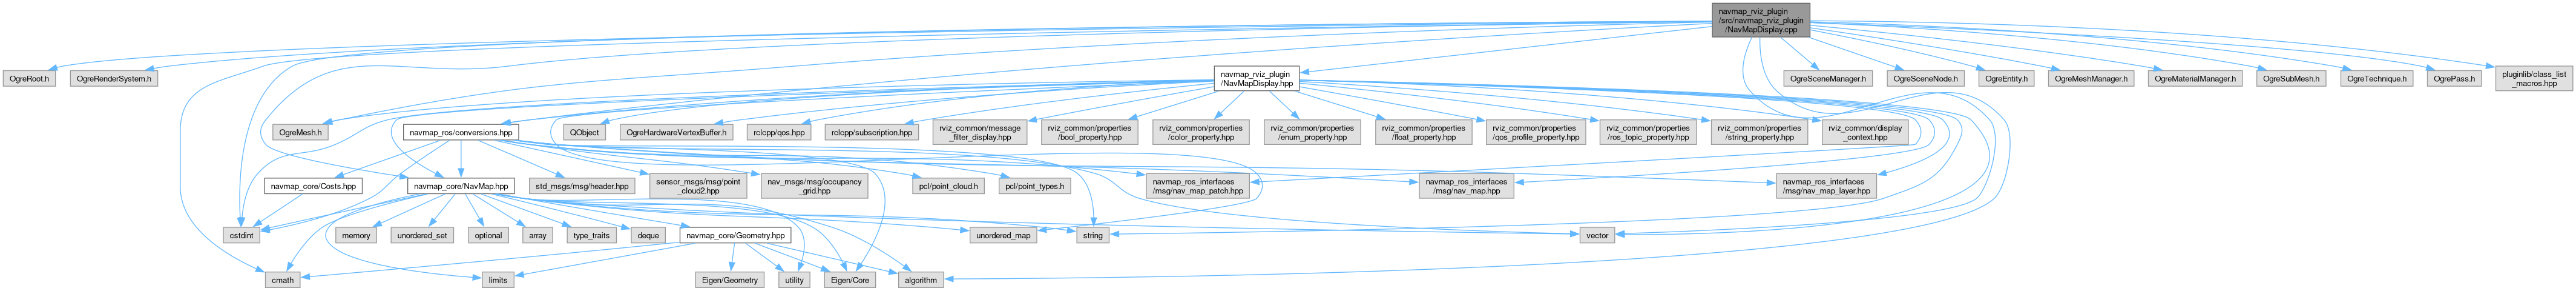 navmap_rviz_plugin
/src/navmap_rviz_plugin
/NavMapDisplay.cpp
OgreRoot.h
OgreRenderSystem.h
navmap_rviz_plugin
/NavMapDisplay.hpp
OgreSceneManager.h
OgreSceneNode.h
OgreEntity.h
OgreMeshManager.h
OgreMaterialManager.h
OgreSubMesh.h
OgreTechnique.h
OgrePass.h
pluginlib/class_list
_macros.hpp
OgreMesh.h
navmap_ros/conversions.hpp
QObject
OgreHardwareVertexBuffer.h
rclcpp/qos.hpp
rclcpp/subscription.hpp
rviz_common/message
_filter_display.hpp
rviz_common/properties
/bool_property.hpp
rviz_common/properties
/color_property.hpp
rviz_common/properties
/enum_property.hpp
rviz_common/properties
/float_property.hpp
rviz_common/properties
/qos_profile_property.hpp
rviz_common/properties
/ros_topic_property.hpp
rviz_common/properties
/string_property.hpp
rviz_common/display
_context.hpp
navmap_core/Costs.hpp
navmap_core/NavMap.hpp
std_msgs/msg/header.hpp
sensor_msgs/msg/point
_cloud2.hpp
nav_msgs/msg/occupancy
_grid.hpp
pcl/point_cloud.h
pcl/point_types.h
navmap_ros_interfaces
/msg/nav_map_patch.hpp
navmap_ros_interfaces
/msg/nav_map.hpp
navmap_ros_interfaces
/msg/nav_map_layer.hpp
cstdint
memory
unordered_set
optional
array
type_traits
deque
navmap_core/Geometry.hpp
unordered_map
string
vector
cmath
limits
Eigen/Geometry
utility
Eigen/Core
algorithm